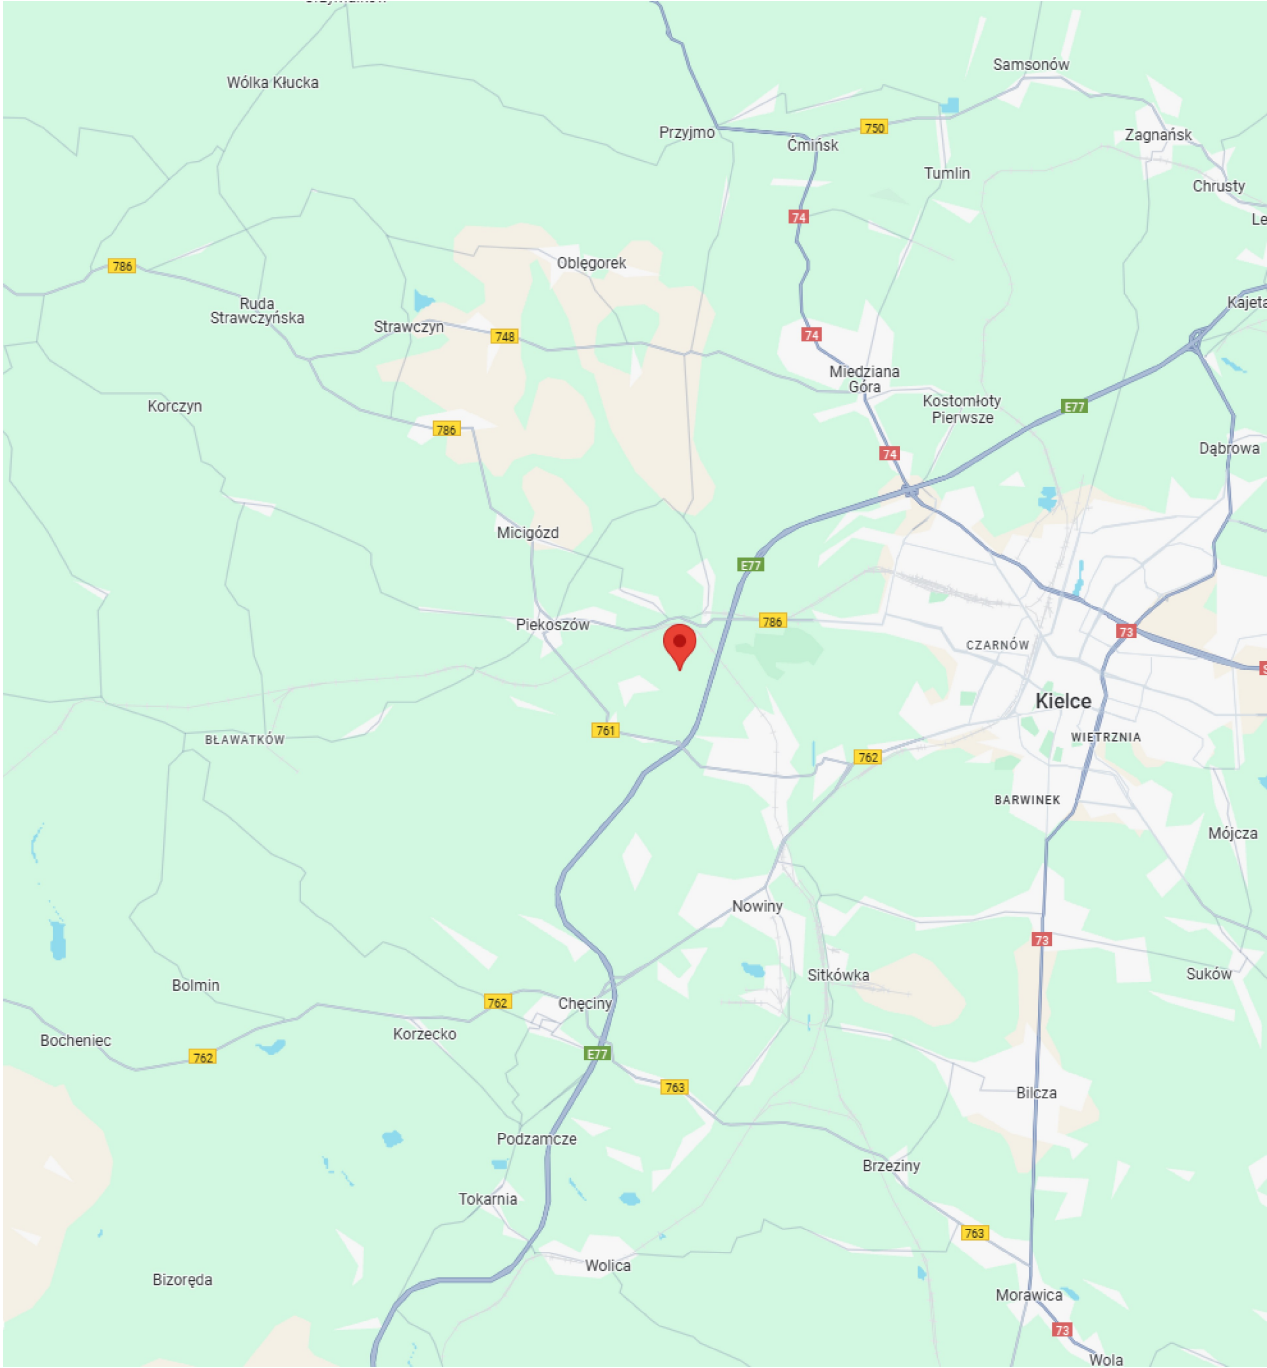 Wólka Kłucka
Samsonów
Przyjmo
750
Ćmińsk
Zagnańsk
Tumlin
Chrusty
74
Le
786
Oblęgorek
Ruda
Strawczyńska
Kajeta
Strawczyn
748
74
Miedziana
Góra
Korczyn
Kostomłoty
Pierwsze
E77
786
74
Dąbrowa
Micigózd
E77
Piekoszów
786
73
CZARNÓW
S
Kielce
761
BŁAWATKÓW
WIETRZNIA
762
BARWINEK
Mójcza
Nowiny
73
Sitkówka
Suków
Bolmin
762
Chęciny
Korzecko
Bocheniec
762
E77
763
Bilcza
Podzamcze
Brzeziny
Tokarnia
763
Wolica
Bizoręda
Morawica
73
Wola